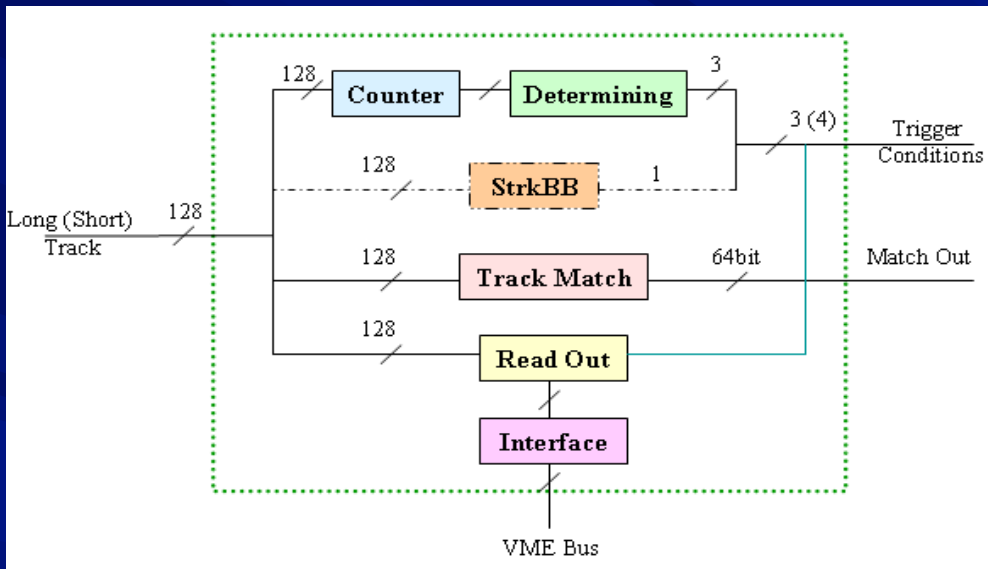 128
Counter
Determining
3
3 (4)
Trigger
Conditions
128
StrkBB
1
Long (Short)
Track
128
128
Track Match
64bit
Match Out
128
Read Out
Interface
VME Bus